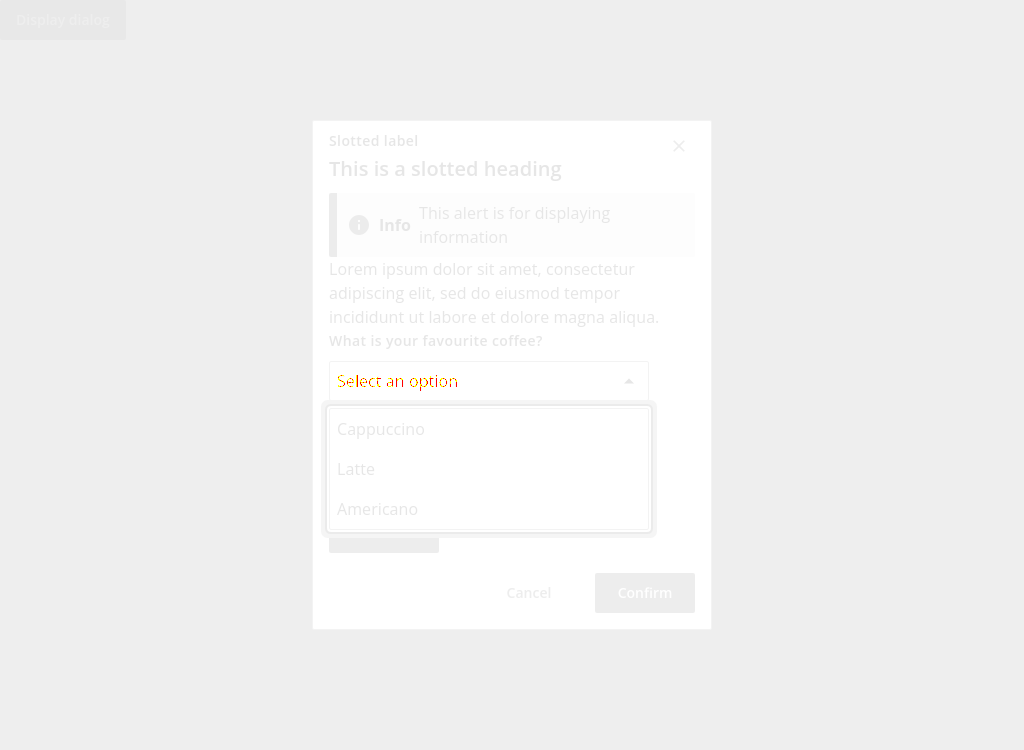 Display dialog
Slotted label
This is a slotted heading
Info
This alert is for displaying
information
Lorem ipsum dolor sit amet, consectetur
adipiscing elit, sed do eiusmod tempor
incididunt ut labore et dolore magna aliqua.
What is your favourite coffee?
Select an option
Cappuccino
Latte
Americano
Cancel
Confirm